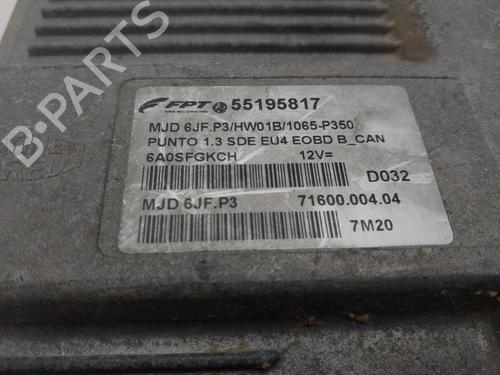 FPT 55195817
MJD 6JF.P3/HW01B/1065-P350
PUNTO 1.3 SDE EU4 EOBD B_CAN
6A0SFGKCH 12V=
D032
MJD 6JF.P3 71600.004.04
7M20
B-PARTS